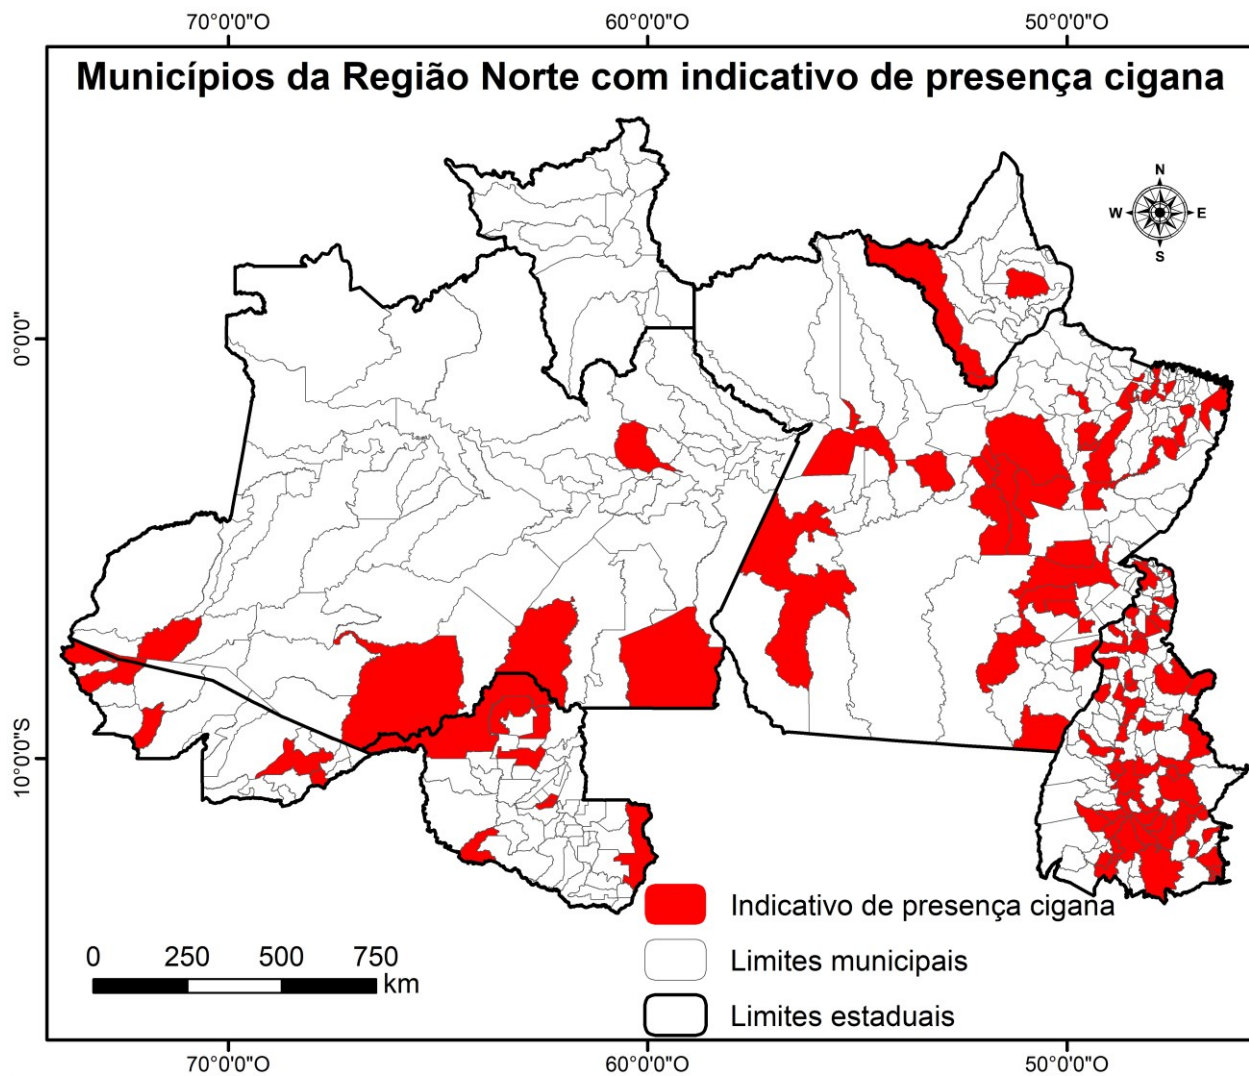 70°0'0"O 60°0'0"O 50°0'0"O
Municípios da Região Norte com indicativo de presença cigana
N
W E
S
0°0'0"
10°0'0"S
Indicativo de presença cigana
Limites municipais
Limites estaduais
0 250 500 750
km
70°0'0"O 60°0'0"O 50°0'0"O